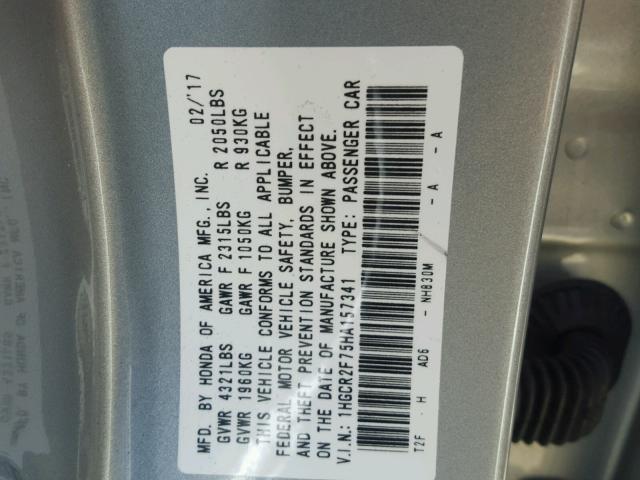 MFD. BY HONDA OF AMERICA MFG., INC. 02/'17
GVWR 4321LBS GAWR F 2315LBS R 2050LBS
GVWR 1960KG GAWR F 1050KG R 930KG
THIS VEHICLE CONFORMS TO ALL APPLICABLE
FEDERAL MOTOR VEHICLE SAFETY, BUMPER,
AND THEFT PREVENTION STANDARDS IN EFFECT
ON THE DATE OF MANUFACTURE SHOWN ABOVE.
V.I.N.: 1HGCR2F75HA157341 TYPE: PASSENGER CAR
T2F - H AD6 - NH830M - A - A